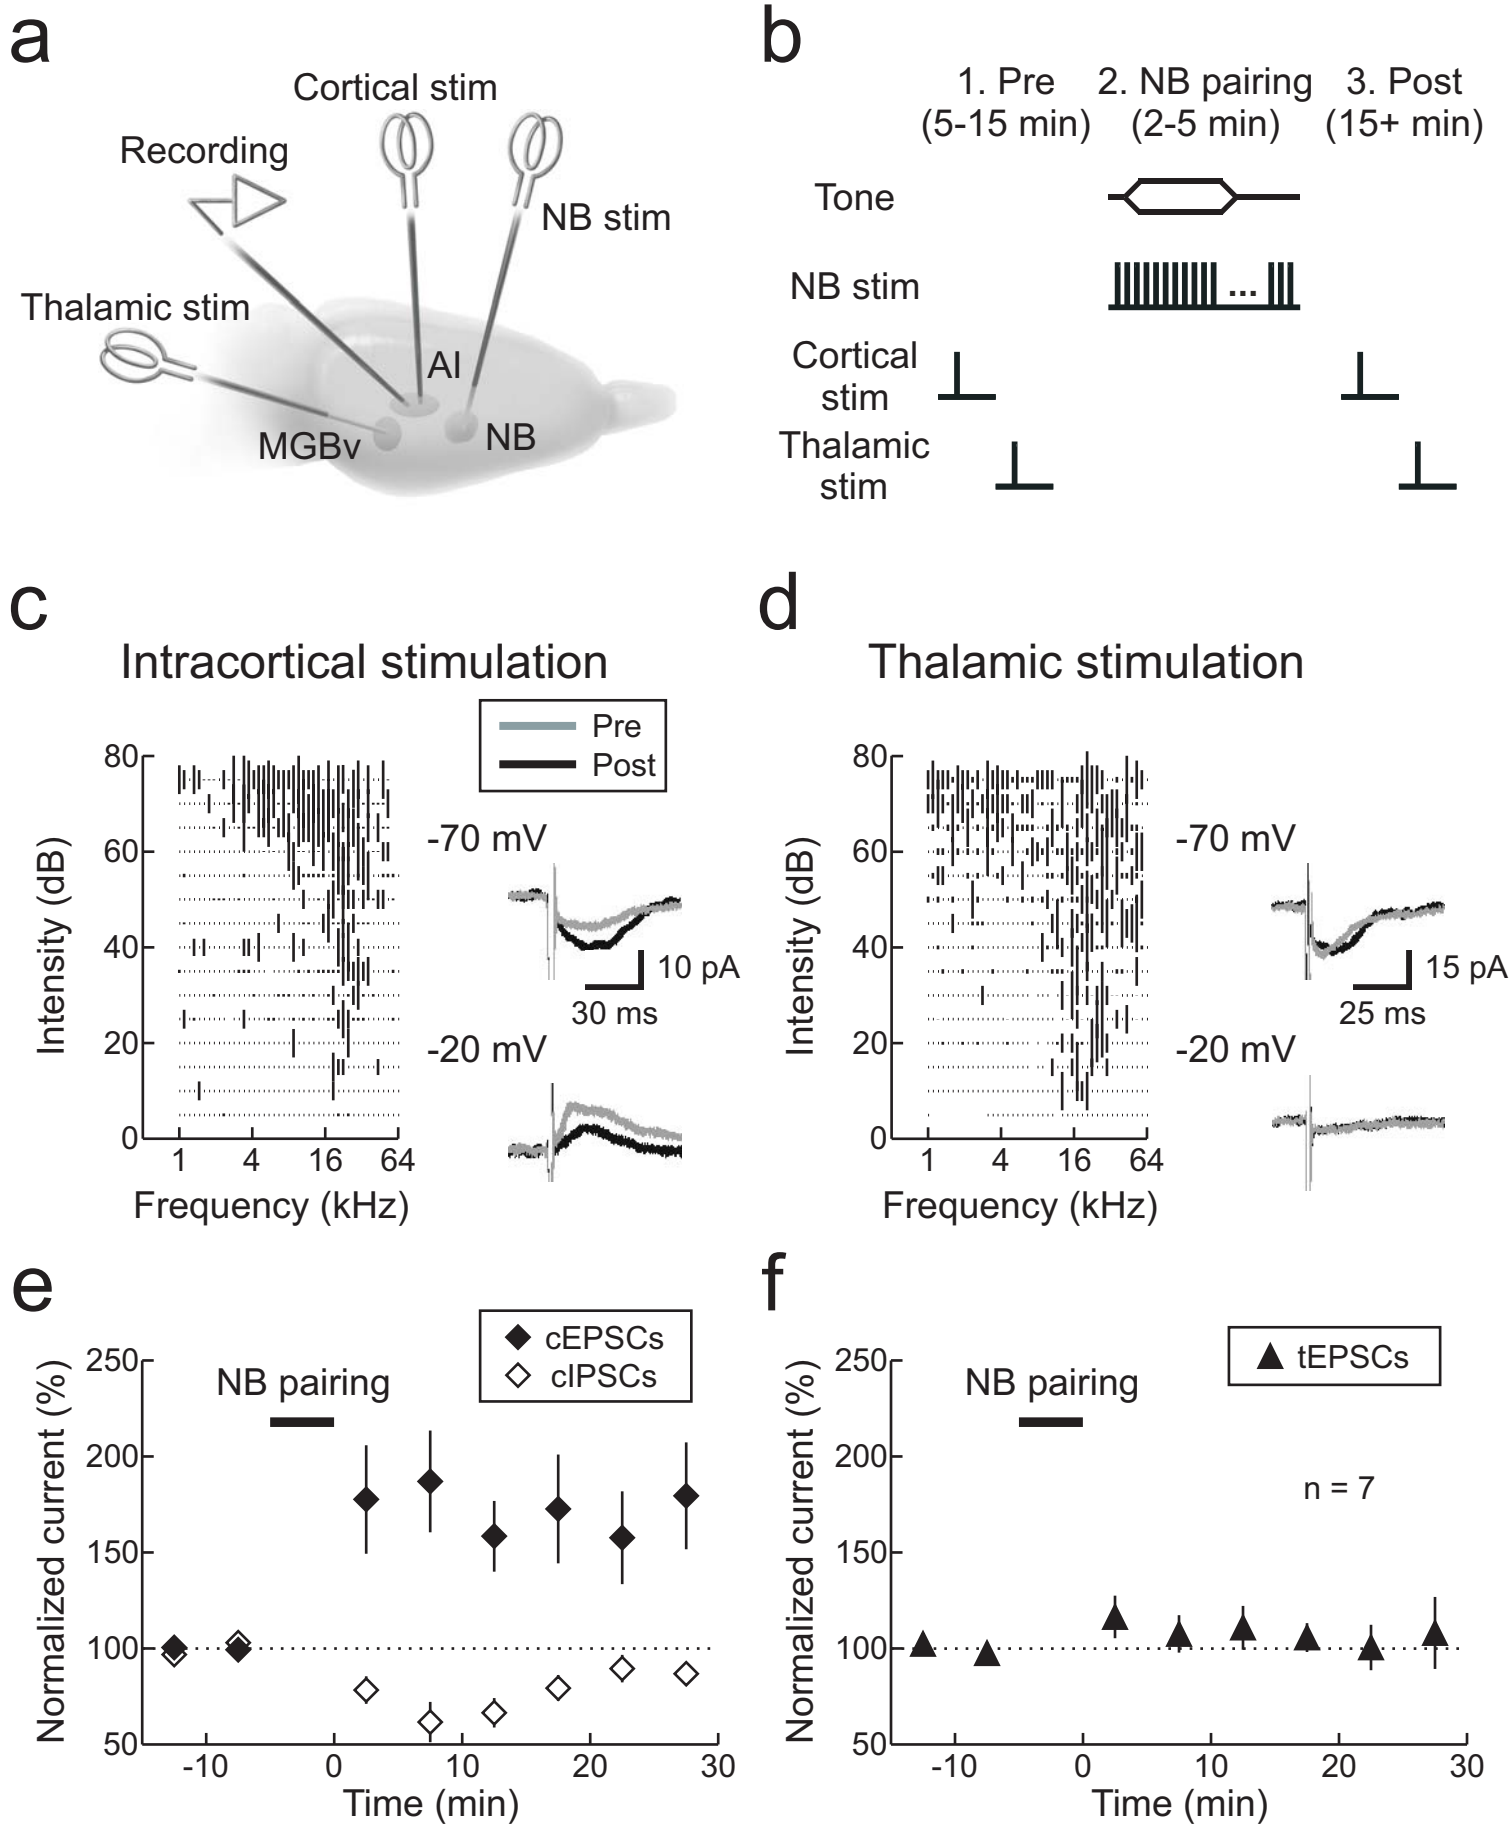 a
Cortical stim
Recording
NB stim
Thalamic stim
AI
MGBv
NB
b
1. Pre 2. NB pairing 3. Post
(5-15 min) (2-5 min) (15+ min)
Tone
NB stim
...
Cortical
stim
Thalamic
stim
c
Intracortical stimulation
Pre
Post
80
60
40
20
0
Intensity (dB)
1 4 16 64
Frequency (kHz)
-70 mV
10 pA
30 ms
-20 mV
d
Thalamic stimulation
80
60
40
20
0
Intensity (dB)
1 4 16 64
Frequency (kHz)
-70 mV
15 pA
25 ms
-20 mV
e
cEPSCs
cIPSCs
NB pairing
250
200
150
100
50
Normalized current (%)
-10 0 10 20 30
Time (min)
f
tEPSCs
NB pairing
n = 7
250
200
150
100
50
Normalized current (%)
-10 0 10 20 30
Time (min)